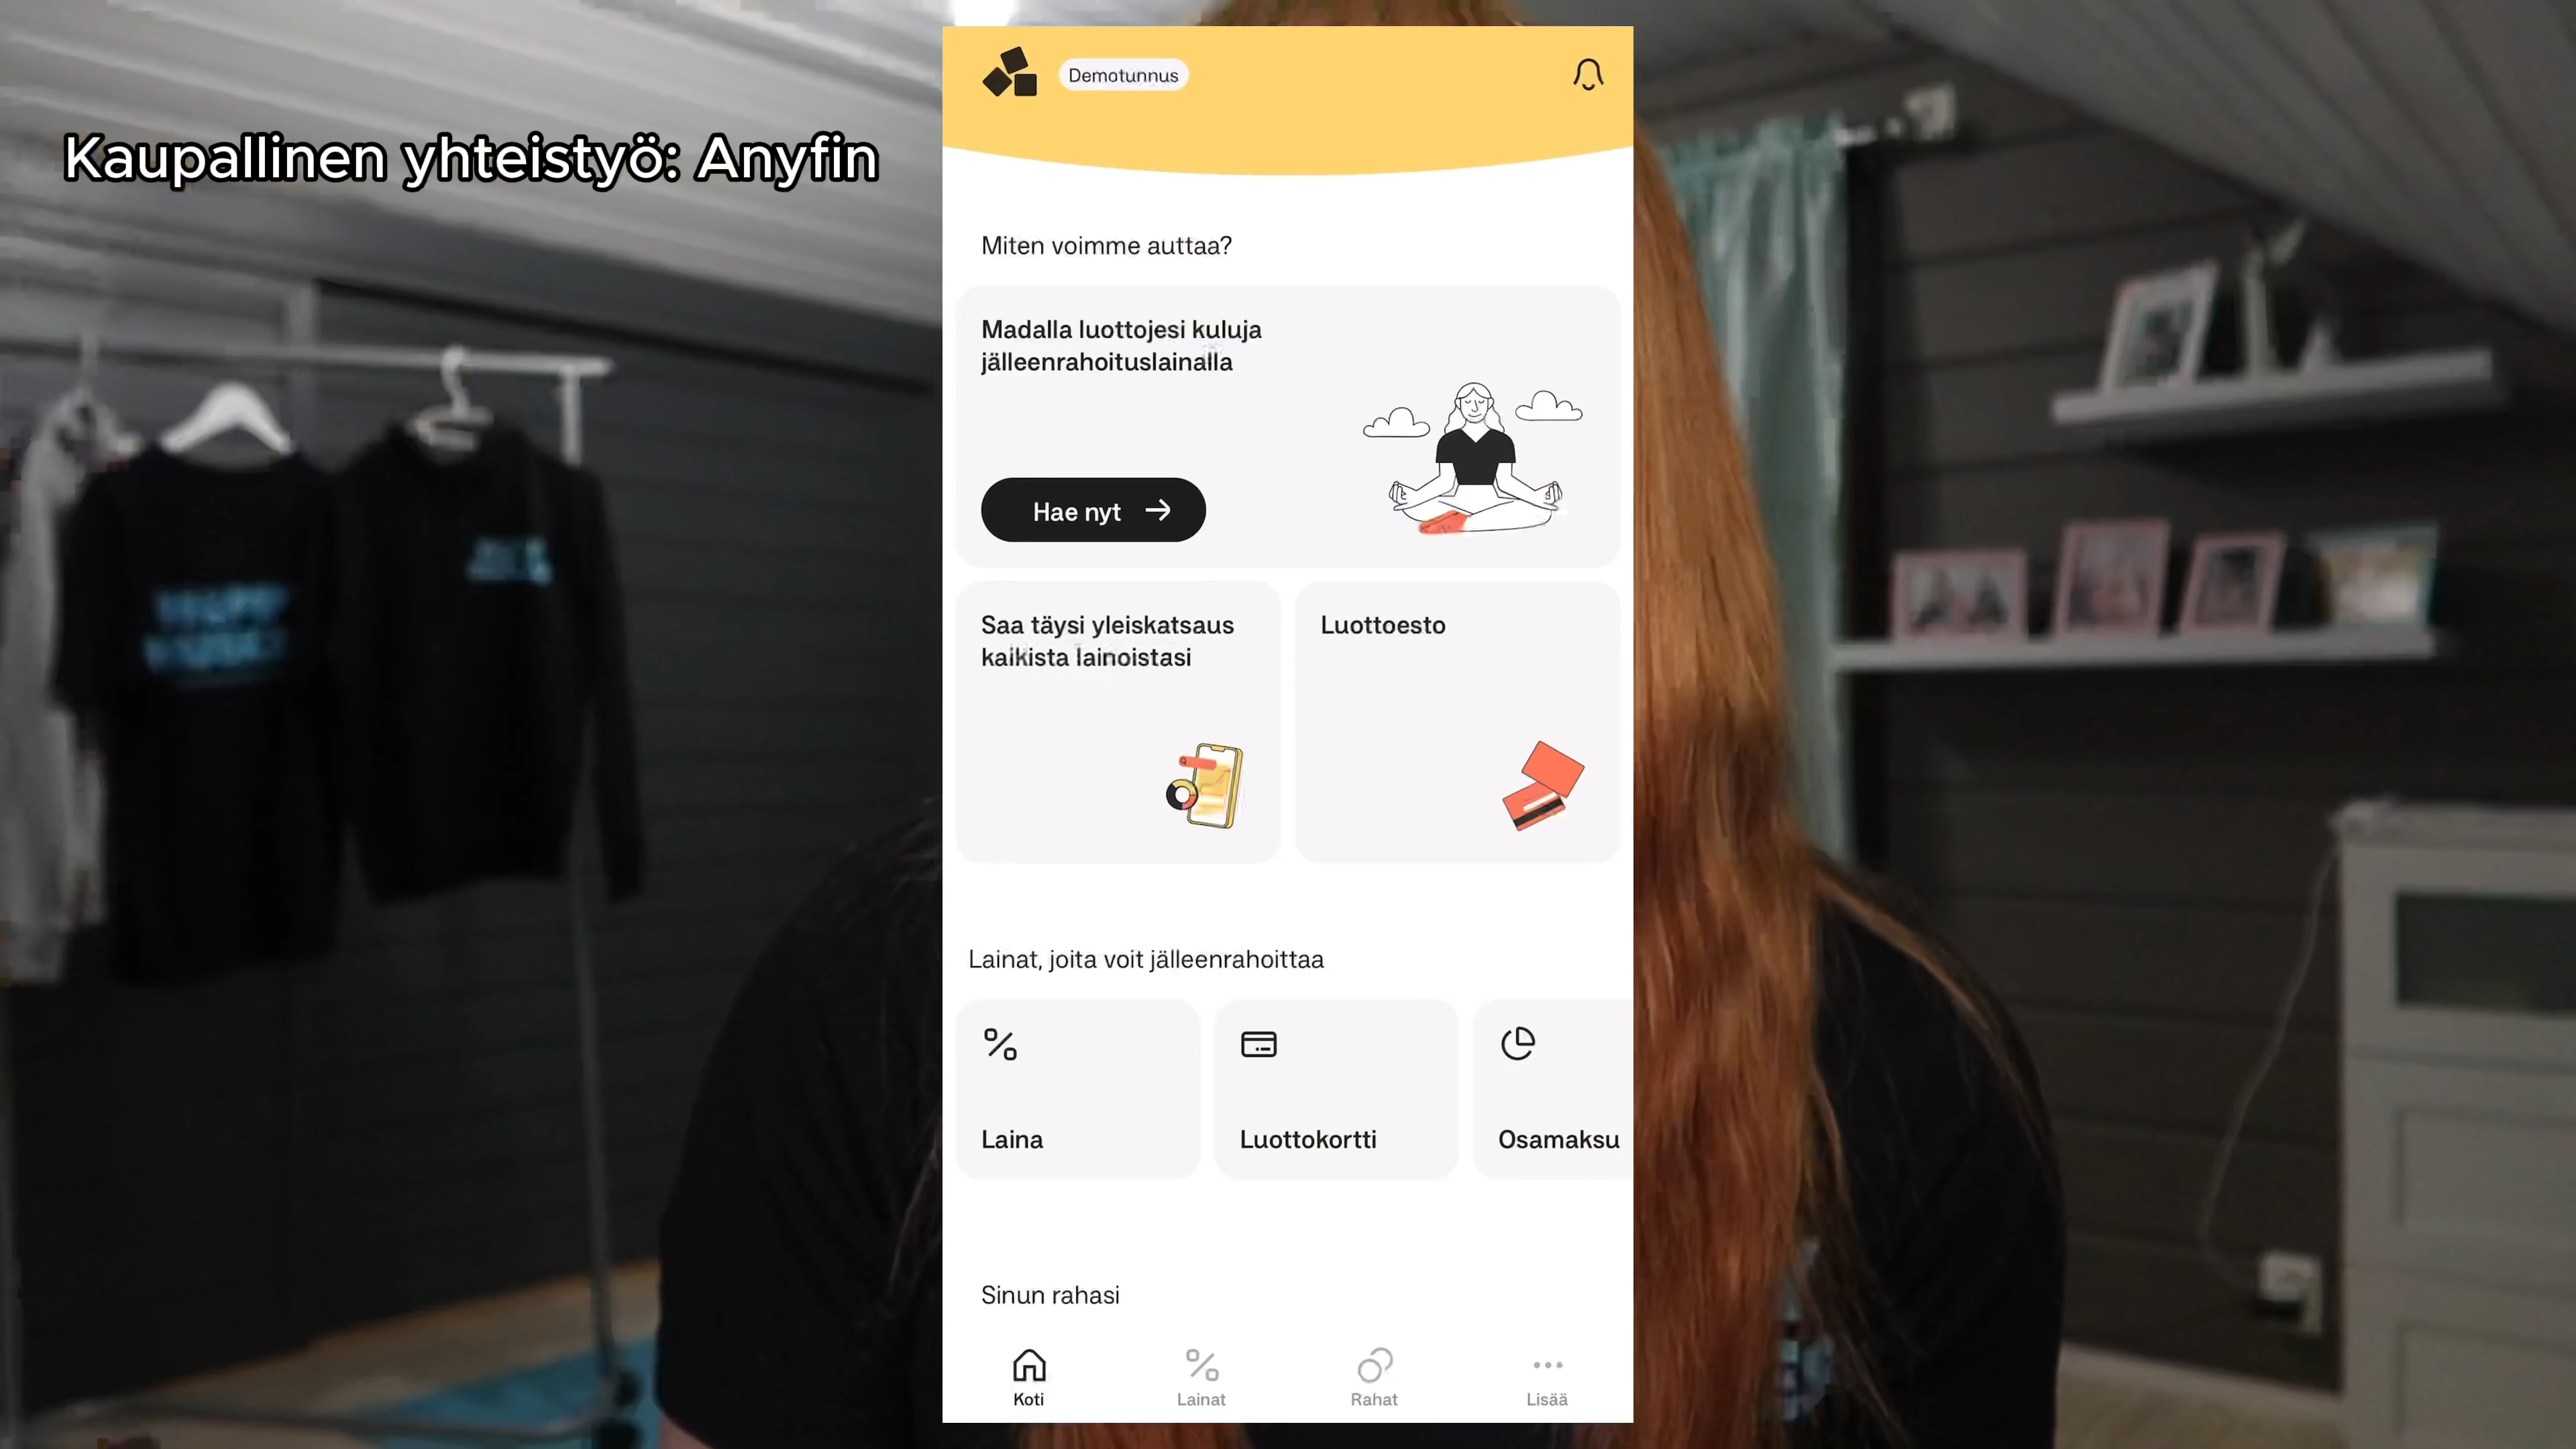 Kaupallinen yhteistyö: Anyfin
Demotunnus
Miten voimme auttaa?
Madalla luottojesi kuluja
jälleenrahoituslainalla
Hae nyt
Saa täysi yleiskatsaus
kaikista lainoistasi
Luottoesto
Lainat, joita voit jälleenrahoittaa
Laina
Luottokortti
Osamaksu
Sinun rahasi
Koti
Lainat
Rahat
Lisää